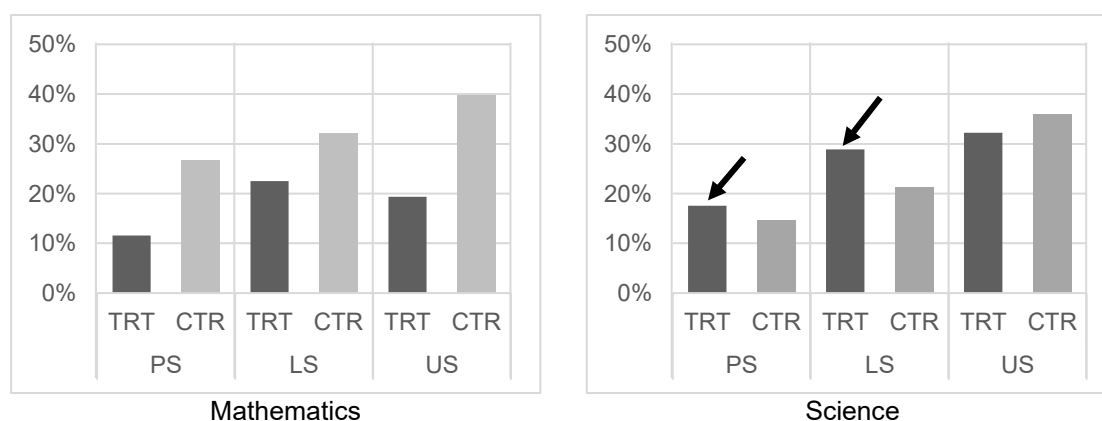 50%
40%
30%
20%
10%
0%
TRT CTR TRT CTR TRT CTR
PS LS US
Mathematics
50%
40%
30%
20%
10%
0%
TRT CTR TRT CTR TRT CTR
PS LS US
Science